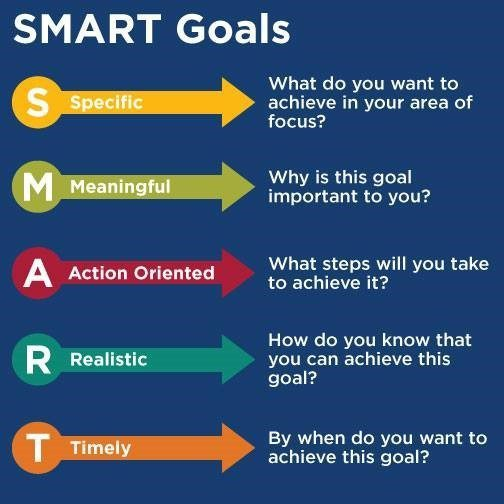 SMART Goals
S Specific
What do you want to
achieve in your area of
focus?
M Meaningful
Why is this goal
important to you?
A Action Oriented
What steps will you take
to achieve it?
R Realistic
How do you know that
you can achieve this
goal?
T Timely
By when do you want to
achieve this goal?